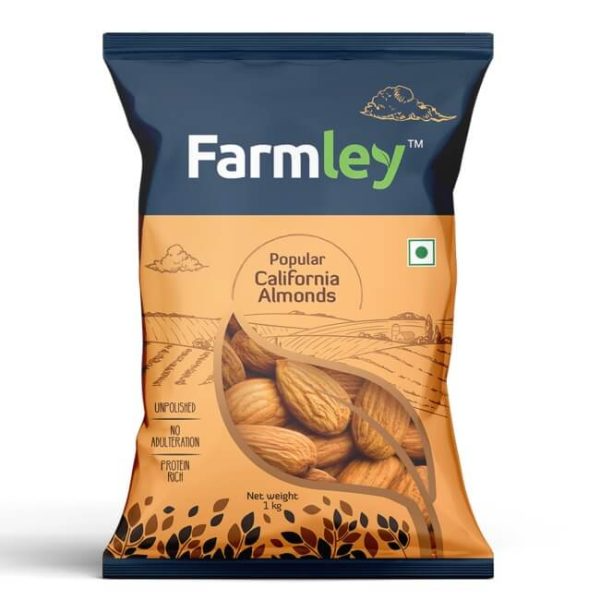 Farmley™
Popular
California
Almonds
UNPOLISHED
NO
ADULTERATION
PROTEIN
RICH
Net weight
1 kg